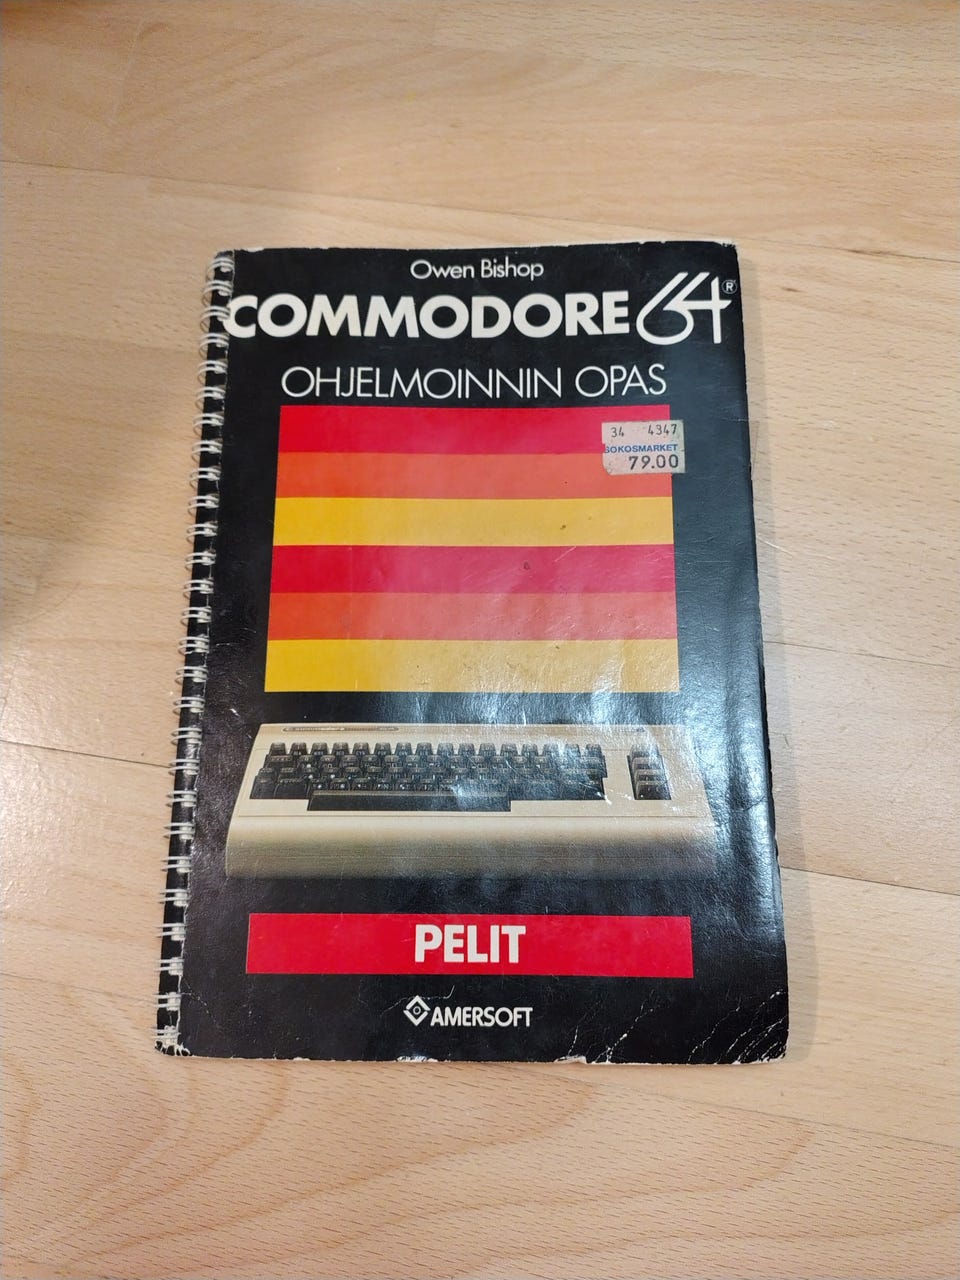 Owen Bishop
COMMODORE 64®
OHJELMOINNIN OPAS
34 4347
SOKOSMARKET
79.00
PELIT
AMERSOFT